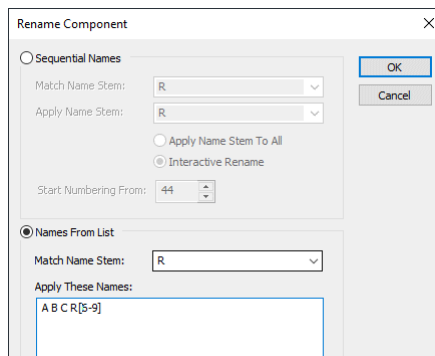 Rename Component
Sequential Names
OK
Match Name Stem: R
Cancel
Apply Name Stem: R
Apply Name Stem To All
Interactive Rename
Start Numbering From: 44
Names From List
Match Name Stem: R
Apply These Names:
A B C R[5-9]